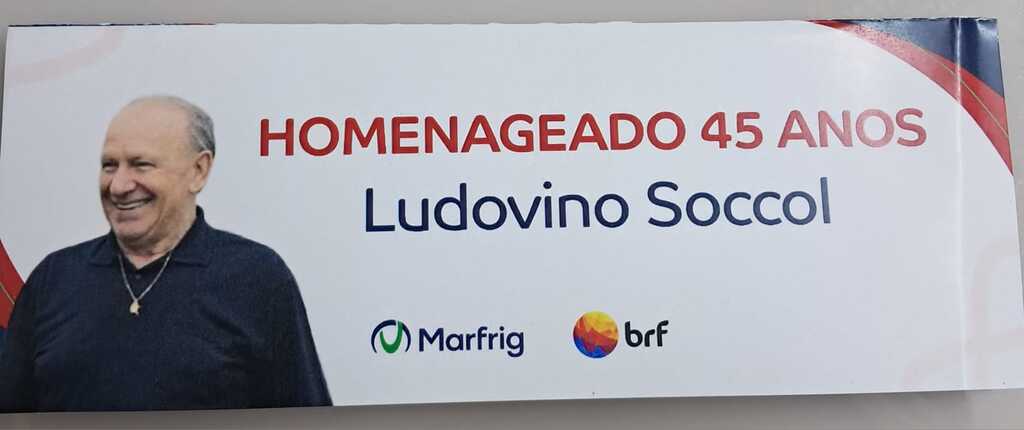 HOMENAGEADO 45 ANOS
Ludovino Soccol
Marfrig brf